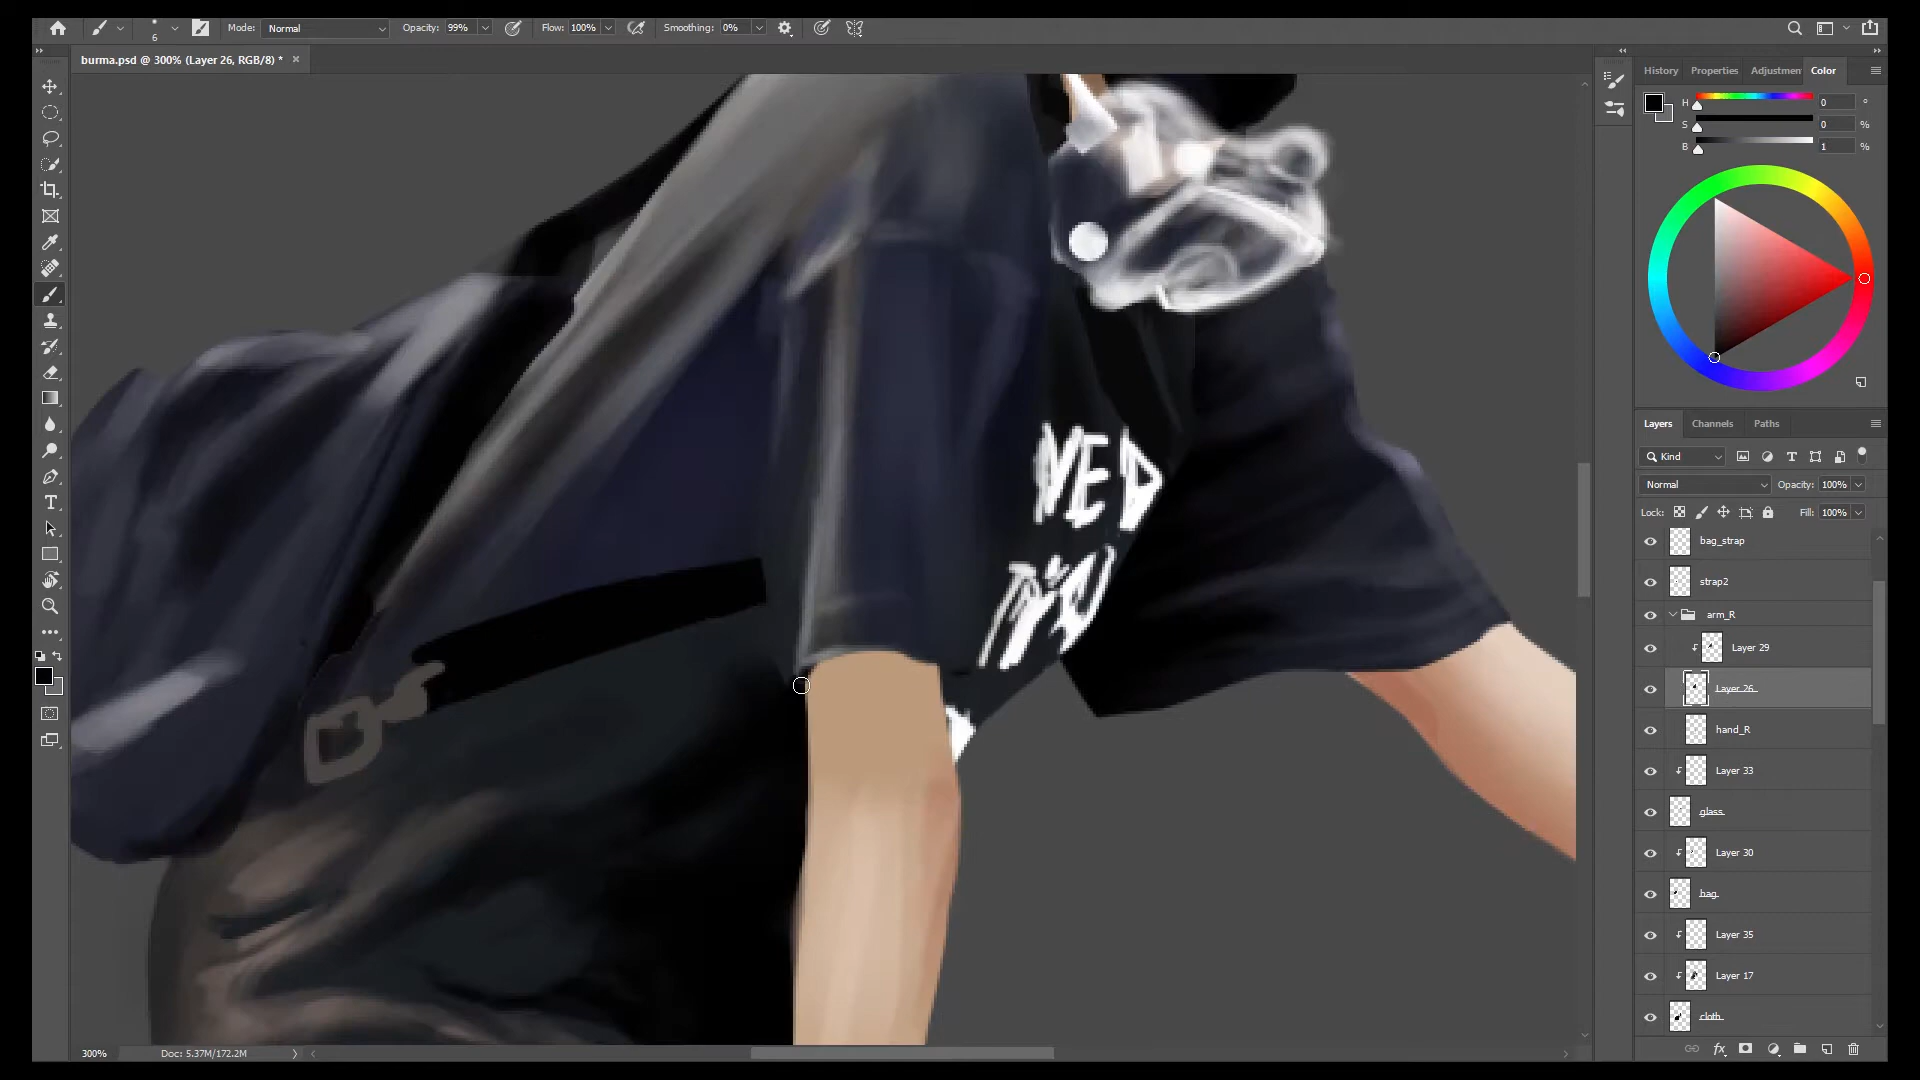 Mode: Normal Opacity: 99% Flow: 100% Smoothing: 0%
6
burma.psd @ 300% (Layer 26, RGB/8) * ×
History Properties Adjustmen Color
H 0 °
S 0 %
B 1 %
NED
Layers Channels Paths
Kind
Normal Opacity: 100%
Lock: Fill: 100%
bag_strap
strap2
arm_R
Layer 29
Layer 26
hand_R
Layer 33
glass
Layer 30
bag
Layer 35
Layer 17
cloth
300% Doc: 5.37M/172.2M
fx